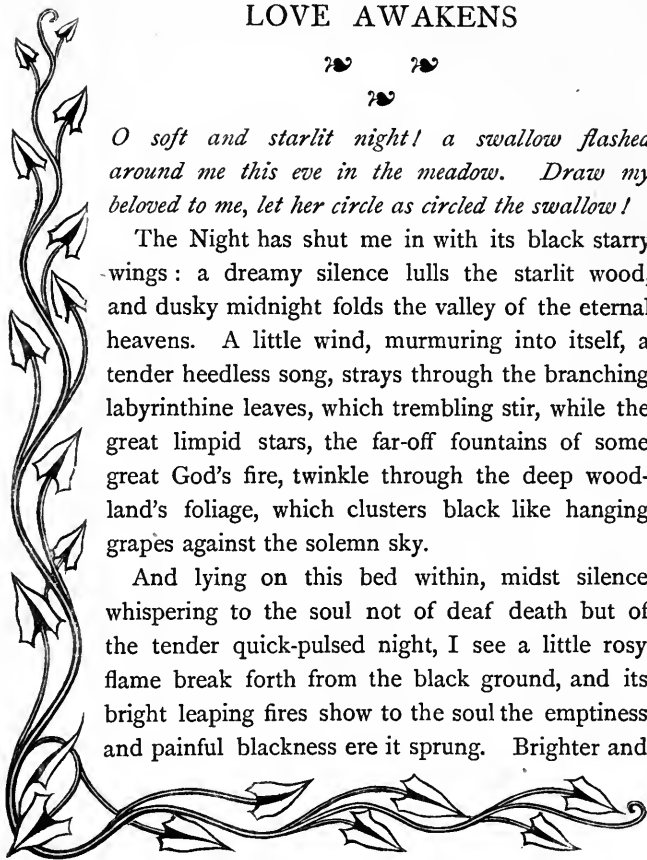 LOVE AWAKENS
O soft and starlit night! a swallow flashed
around me this eve in the meadow. Draw my
beloved to me, let her circle as circled the swallow!
The Night has shut me in with its black starry
wings: a dreamy silence lulls the starlit wood,
and dusky midnight folds the valley of the eternal
heavens. A little wind, murmuring into itself, a
tender heedless song, strays through the branching
labyrinthine leaves, which trembling stir, while the
great limpid stars, the far-off fountains of some
great God's fire, twinkle through the deep wood-
land's foliage, which clusters black like hanging
grapes against the solemn sky.
And lying on this bed within, midst silence
whispering to the soul not of deaf death but of
the tender quick-pulsed night, I see a little rosy
flame break forth from the black ground, and its
bright leaping fires show to the soul the emptiness
and painful blackness ere it sprung. Brighter and